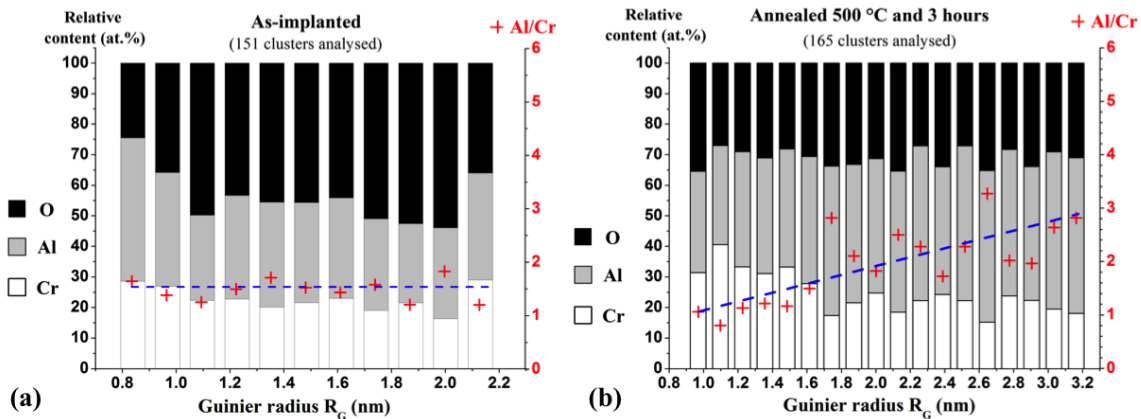 Relative
content (at.%)
As-implanted
(151 clusters analysed)
+ Al/Cr
100
90
80
70
60
50
40
30
20
10
0
6
5
4
3
2
1
0
O
Al
Cr
0.8 1.0 1.2 1.4 1.6 1.8 2.0 2.2
Guinier radius R_G (nm)
(a)
Relative
content (at.%)
Annealed 500 °C and 3 hours
(165 clusters analysed)
+ Al/Cr
100
90
80
70
60
50
40
30
20
10
0
6
5
4
3
2
1
0
O
Al
Cr
1.0 1.2 1.4 1.6 1.8 2.0 2.2 2.4 2.6 2.8 3.0 3.2
Guinier radius R_G (nm)
(b)